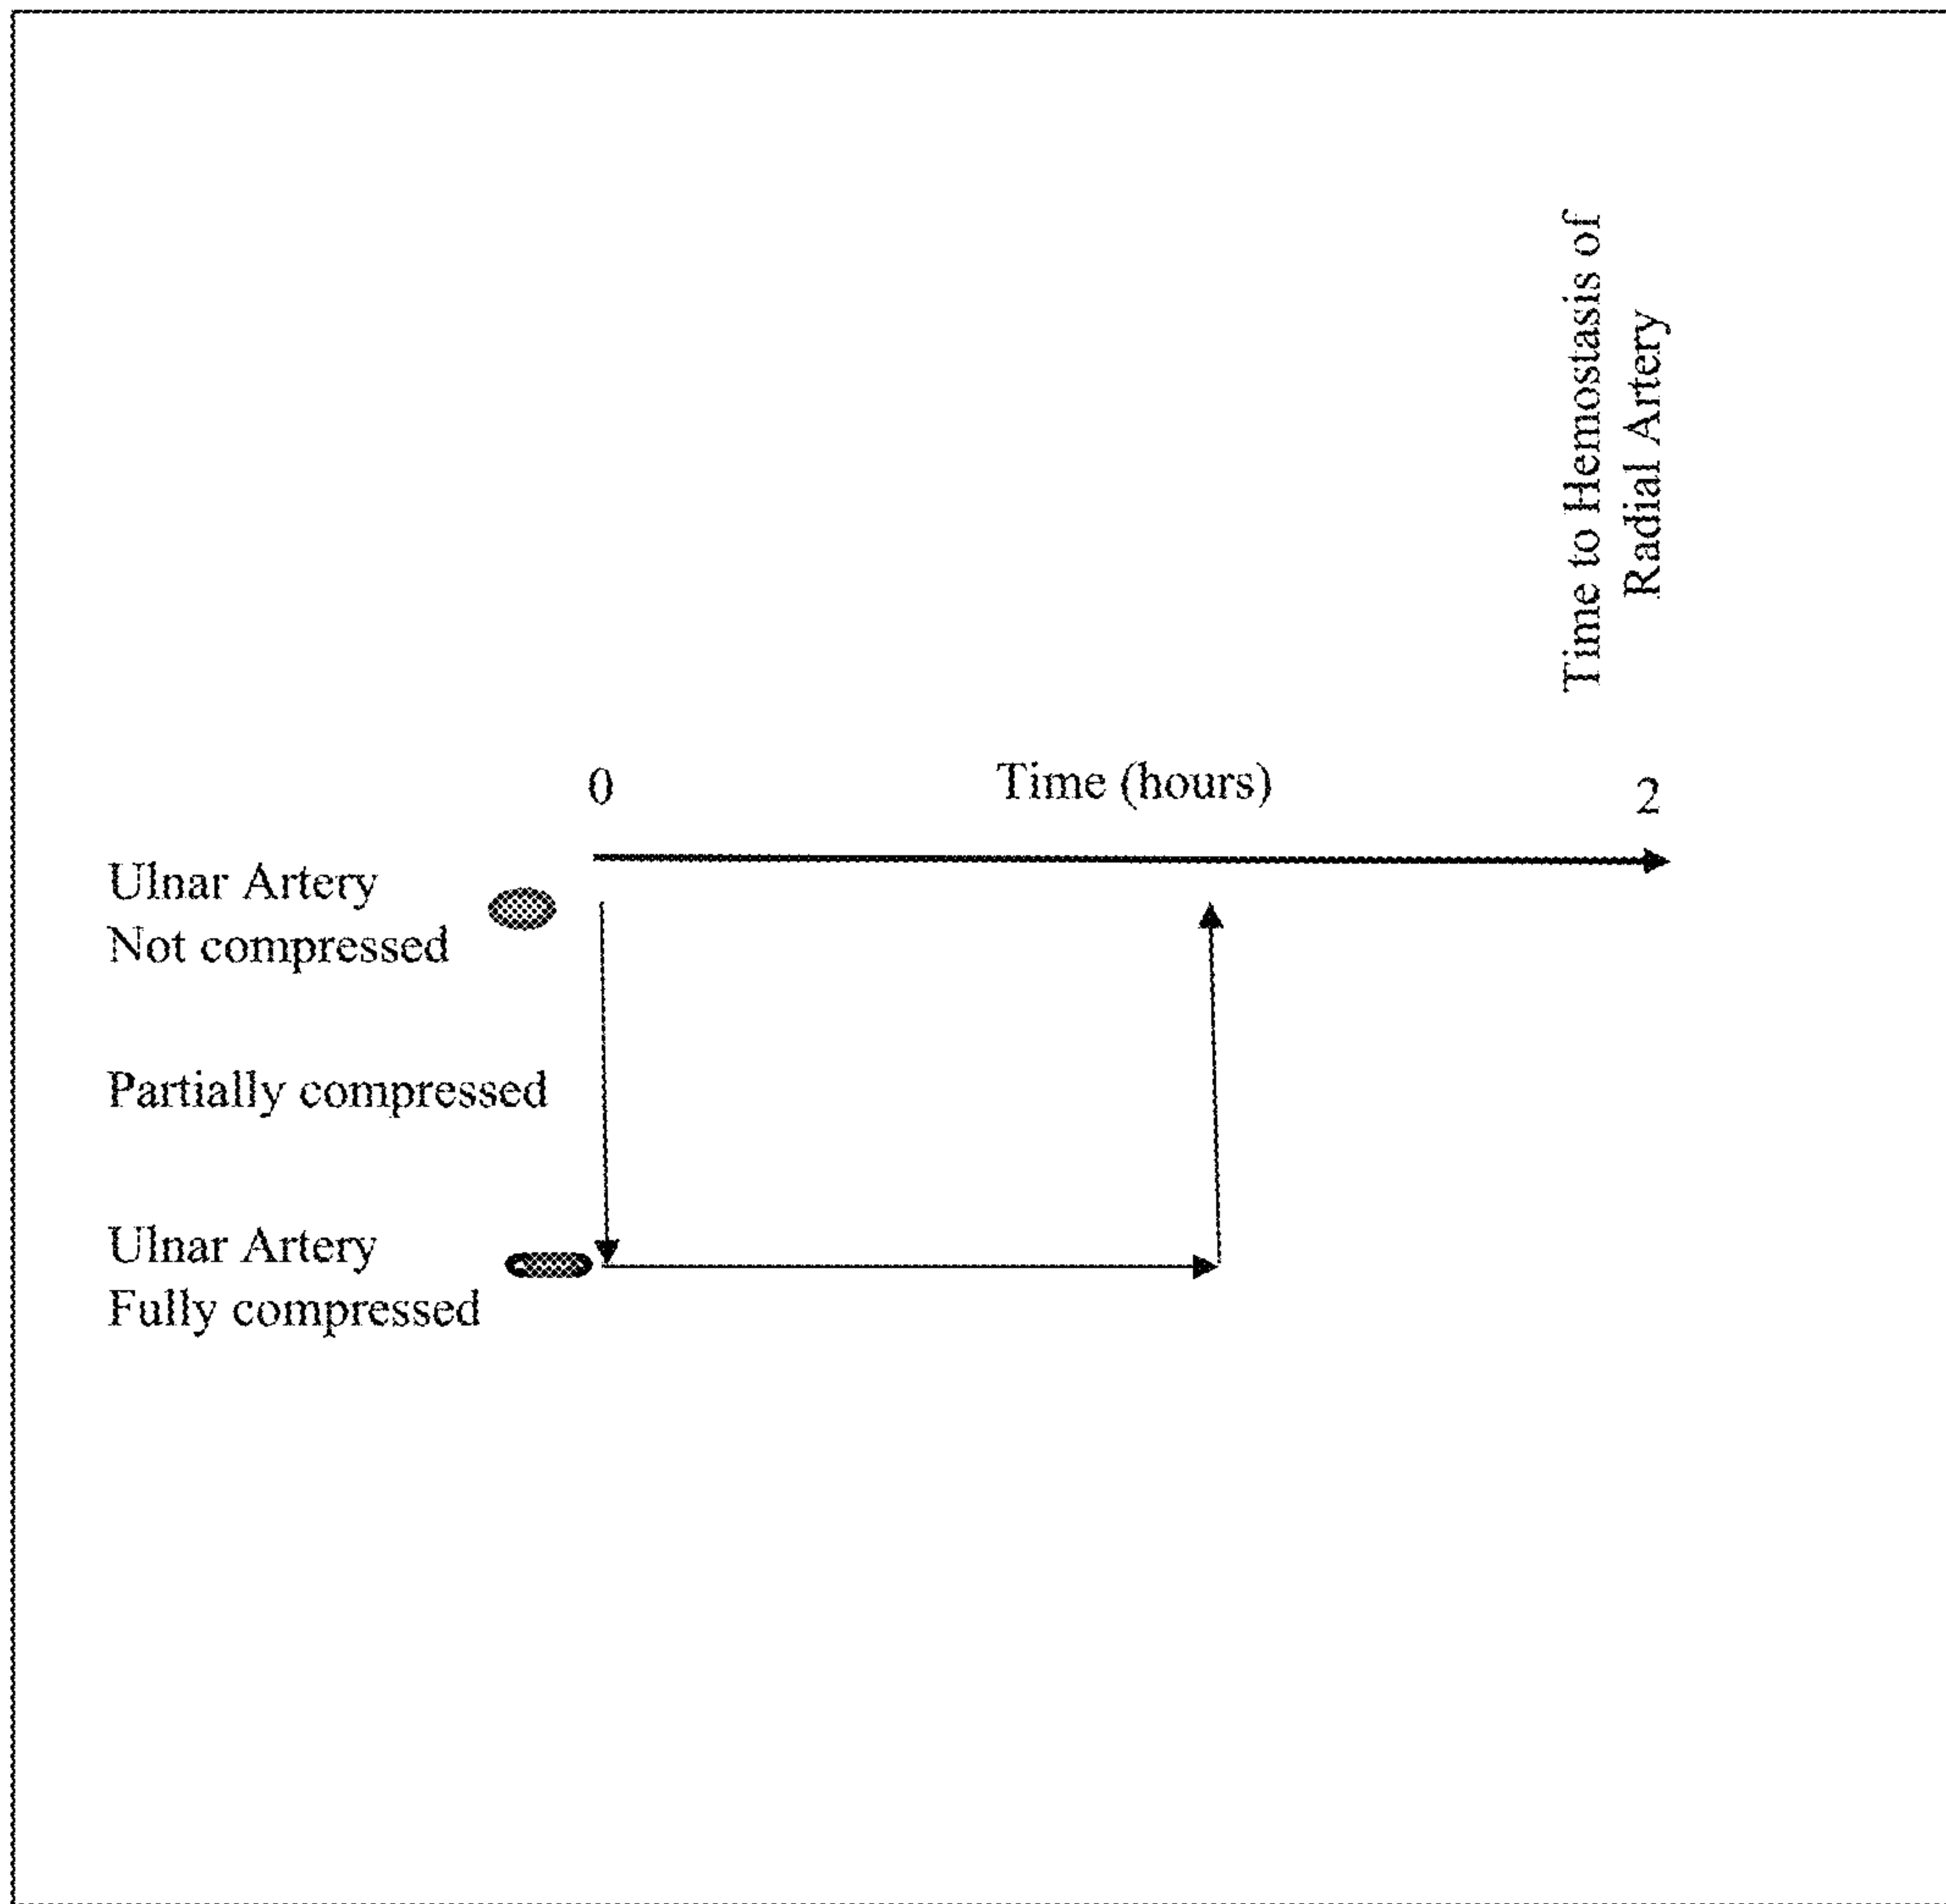 Time to Hemostasis of
Radial Artery
0
Time (hours)
2
Ulnar Artery
Not compressed
Partially compressed
Ulnar Artery
Fully compressed